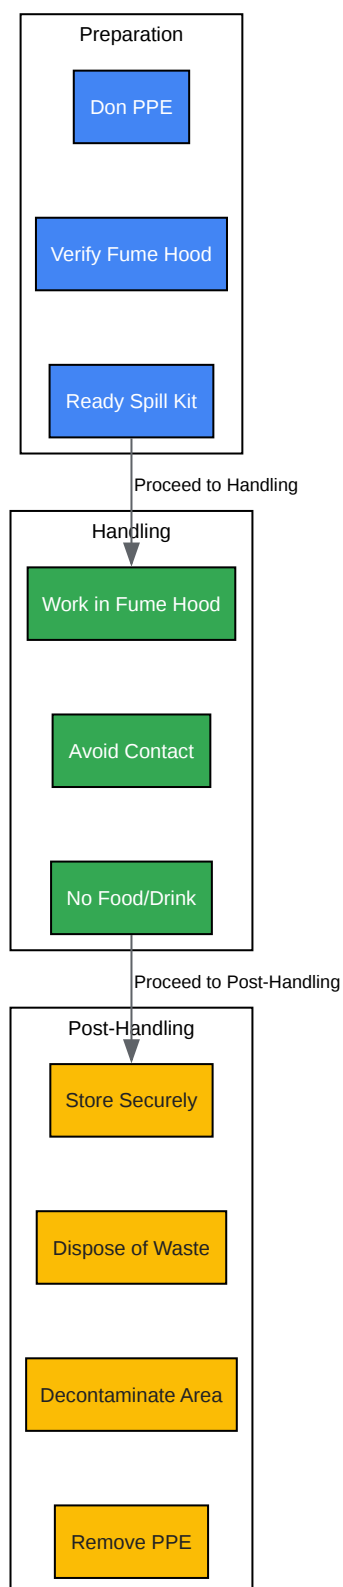 Preparation
Don PPE
Verify Fume Hood
Ready Spill Kit
Proceed to Handling
Handling
Work in Fume Hood
Avoid Contact
No Food/Drink
Proceed to Post-Handling
Post-Handling
Store Securely
Dispose of Waste
Decontaminate Area
Remove PPE